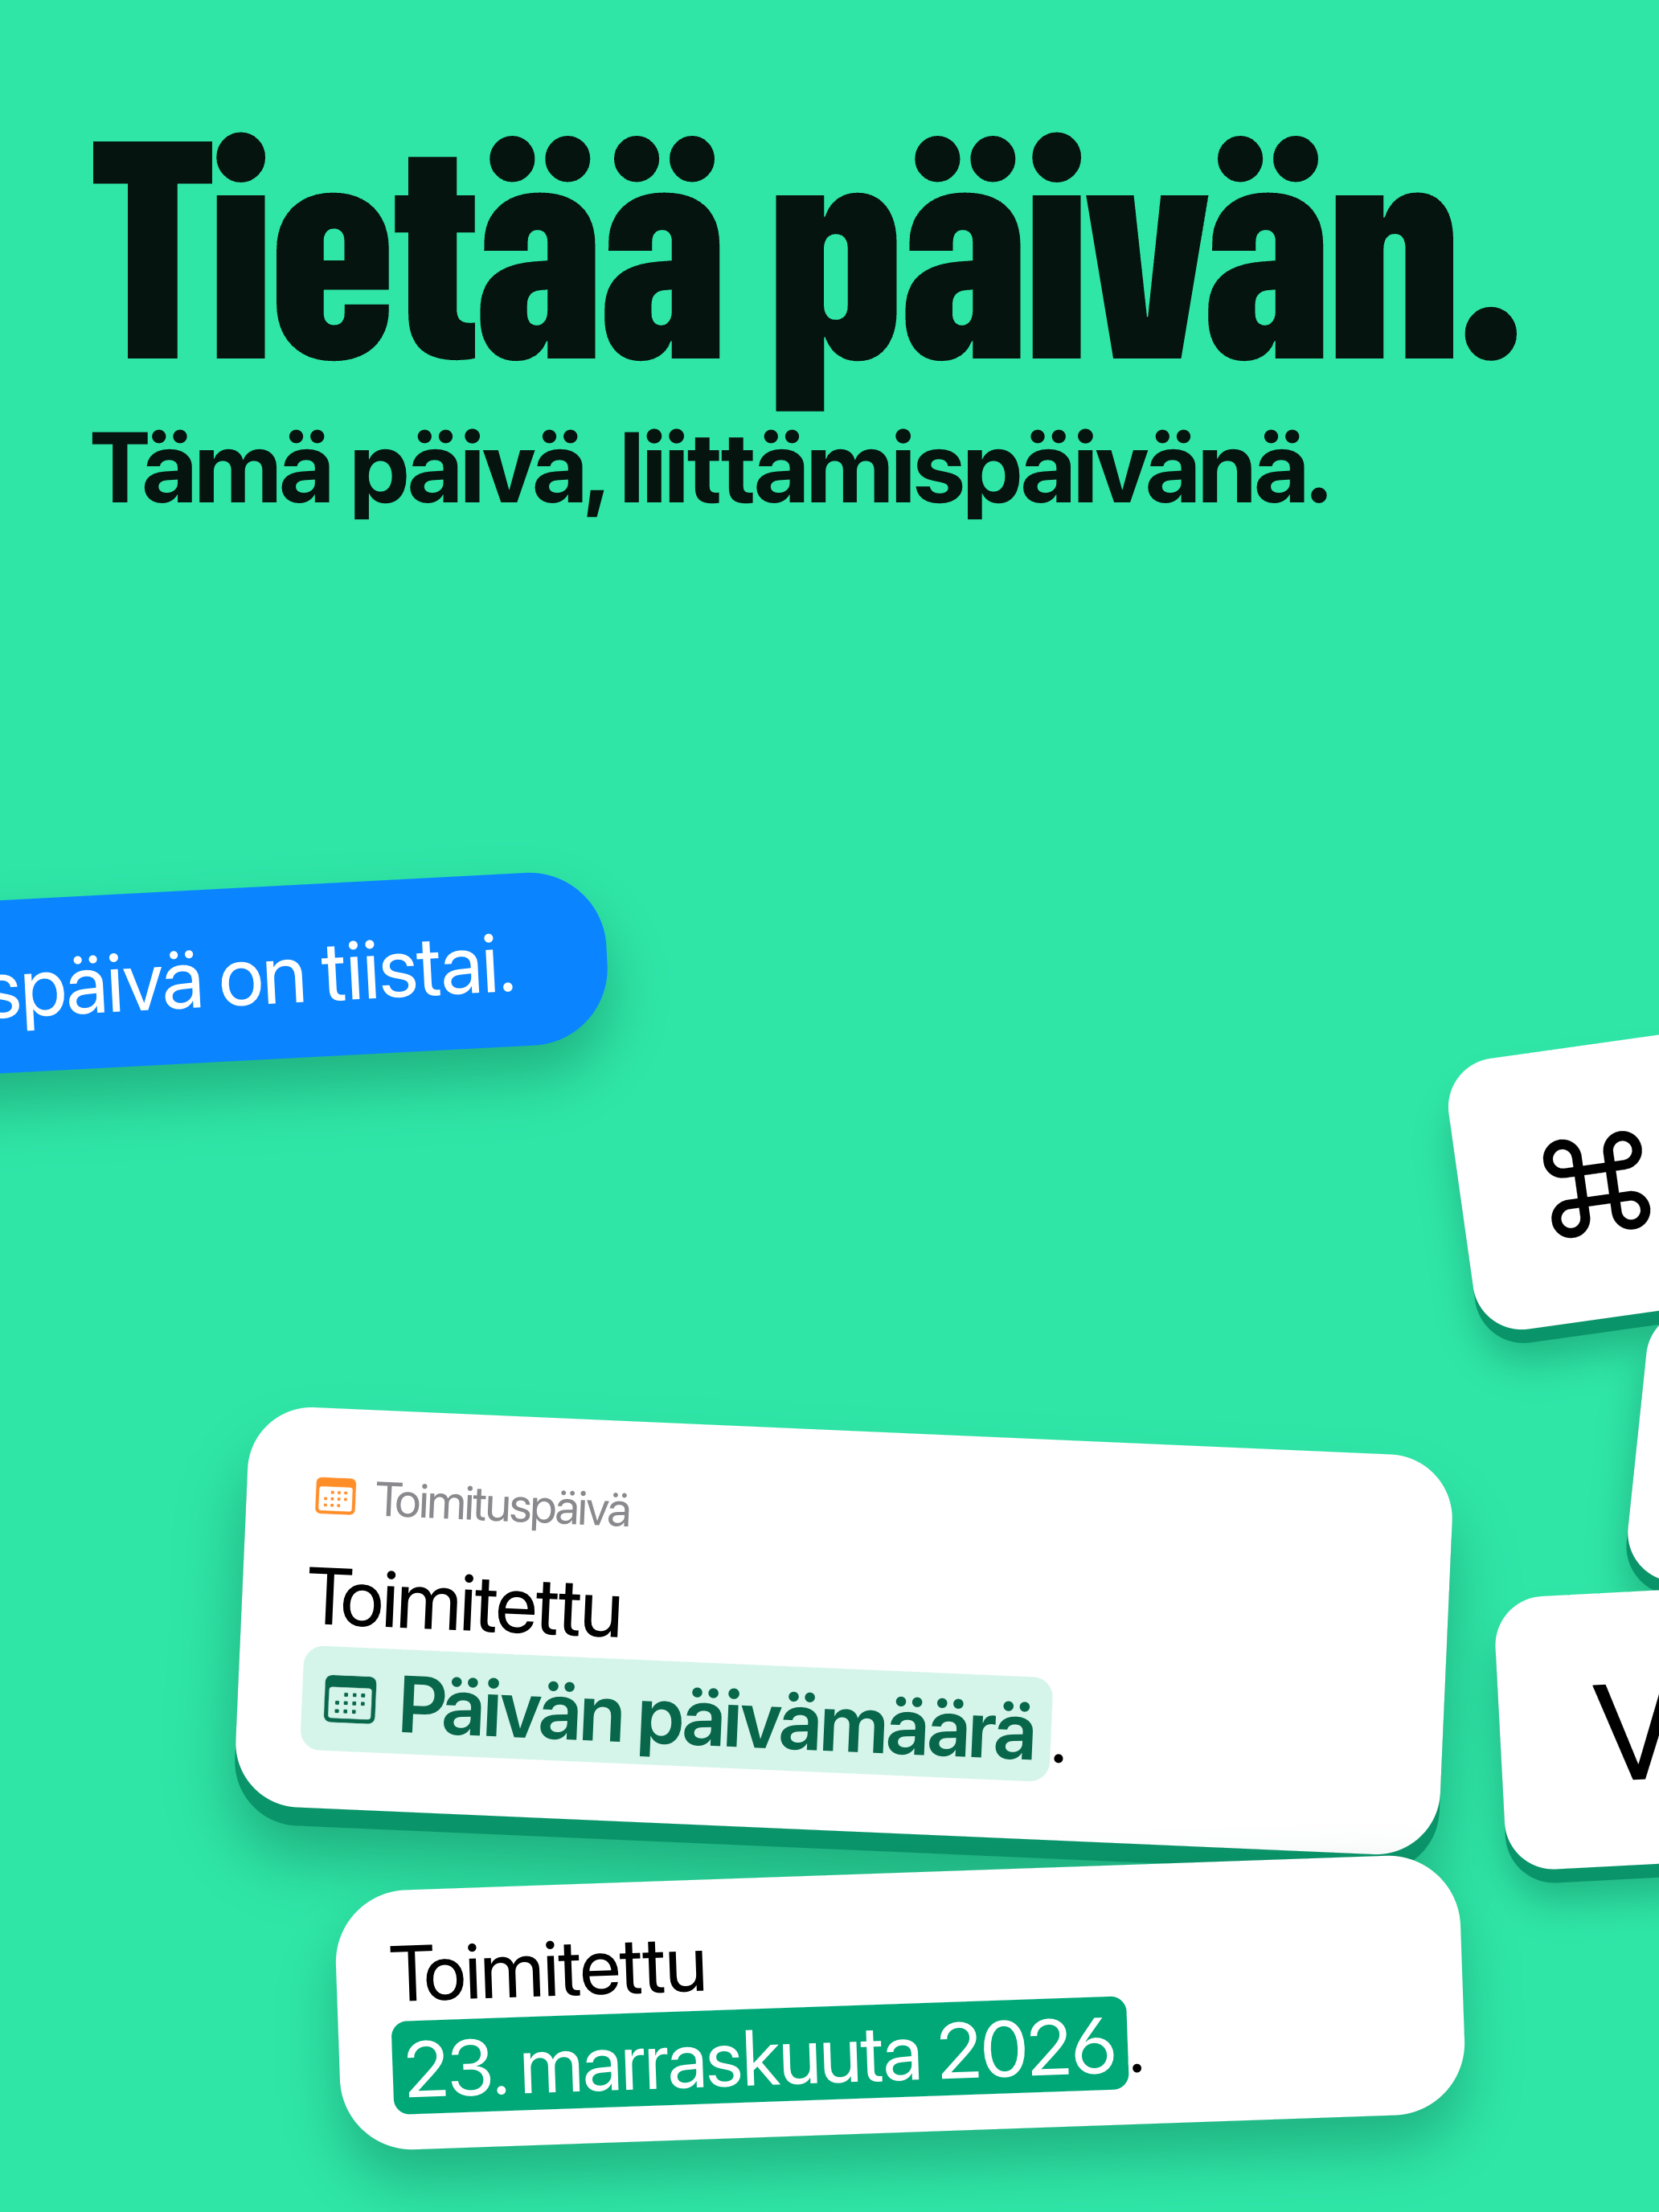 Tietää päivän.
Tämä päivä, liittämispäivänä.
späivä on tiistai.
⌘
Toimituspäivä
Toimitettu
Päivän päivämäärä.
V
Toimitettu
23. marraskuuta 2026.